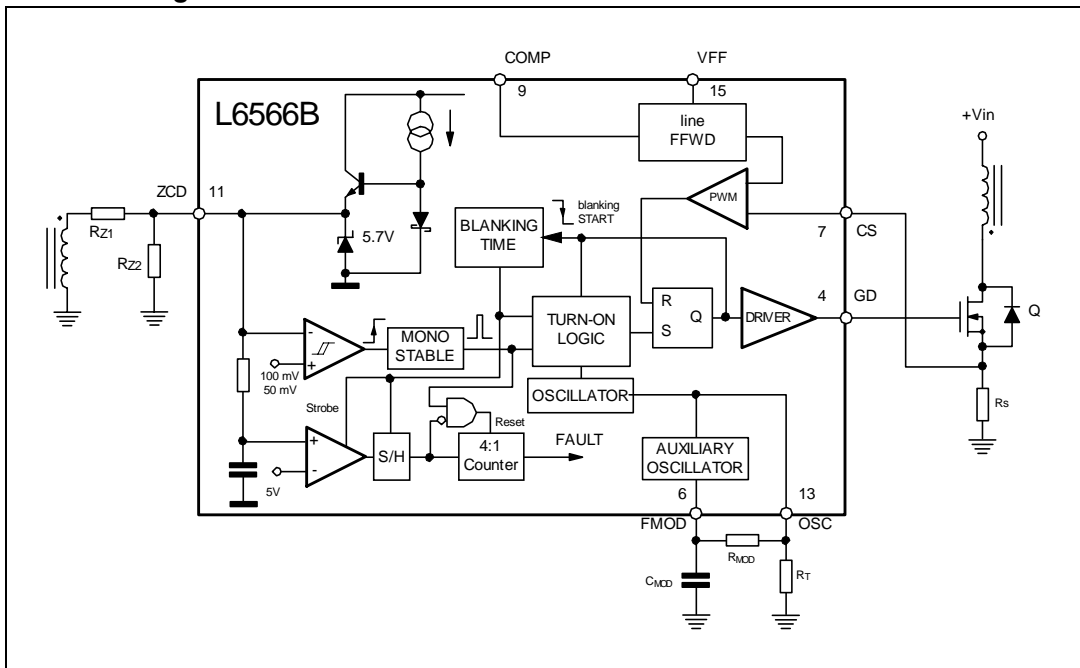 COMP
VFF
9
15
L6566B
line
FFWD
+Vin
ZCD
11
PWM
RZ1
BLANKING
TIME
blanking
START
5.7V
7
CS
RZ2
4
GD
R
S
Q
DRIVER
Q
TURN-ON
LOGIC
-
+
MONO
STABLE
100 mV
50 mV
OSCILLATOR
Strobe
Reset
RS
+
-
S/H
4:1
Counter
FAULT
AUXILIARY
OSCILLATOR
5V
6
13
FMOD
OSC
RMOD
CMOD
RT